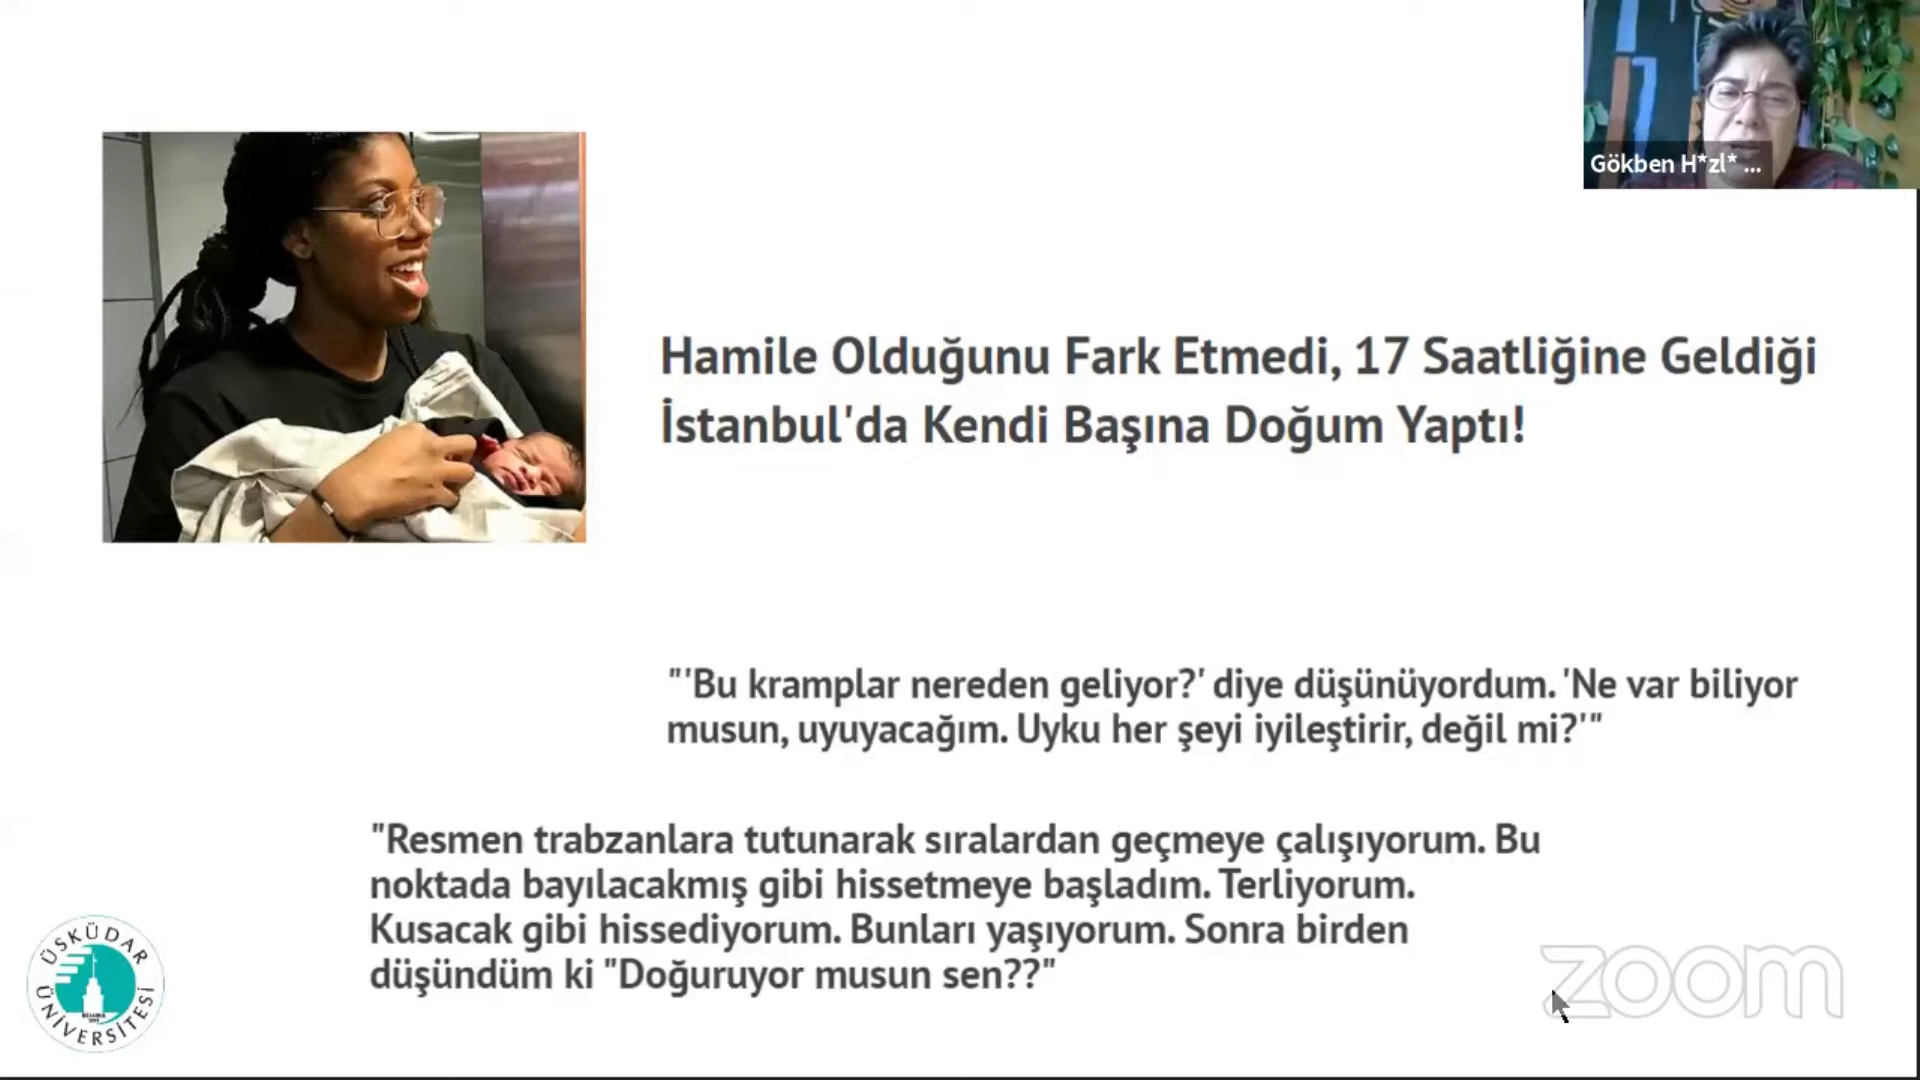 Gökben H*zl* ...
Hamile Olduğunu Fark Etmedi, 17 Saatliğine Geldiği
İstanbul'da Kendi Başına Doğum Yaptı!
"'Bu kramplar nereden geliyor?' diye düşünüyordum. 'Ne var biliyor
musun, uyuyacağım. Uyku her şeyi iyileştirir, değil mi?'"
"Resmen trabzanlara tutunarak sıralardan geçmeye çalışıyorum. Bu
noktada bayılacakmış gibi hissetmeye başladım. Terliyorum.
Kusacak gibi hissediyorum. Bunları yaşıyorum. Sonra birden
düşündüm ki "Doğuruyor musun sen??"
ÜSKÜDAR
ÜNİVERSİTESİ
zoom